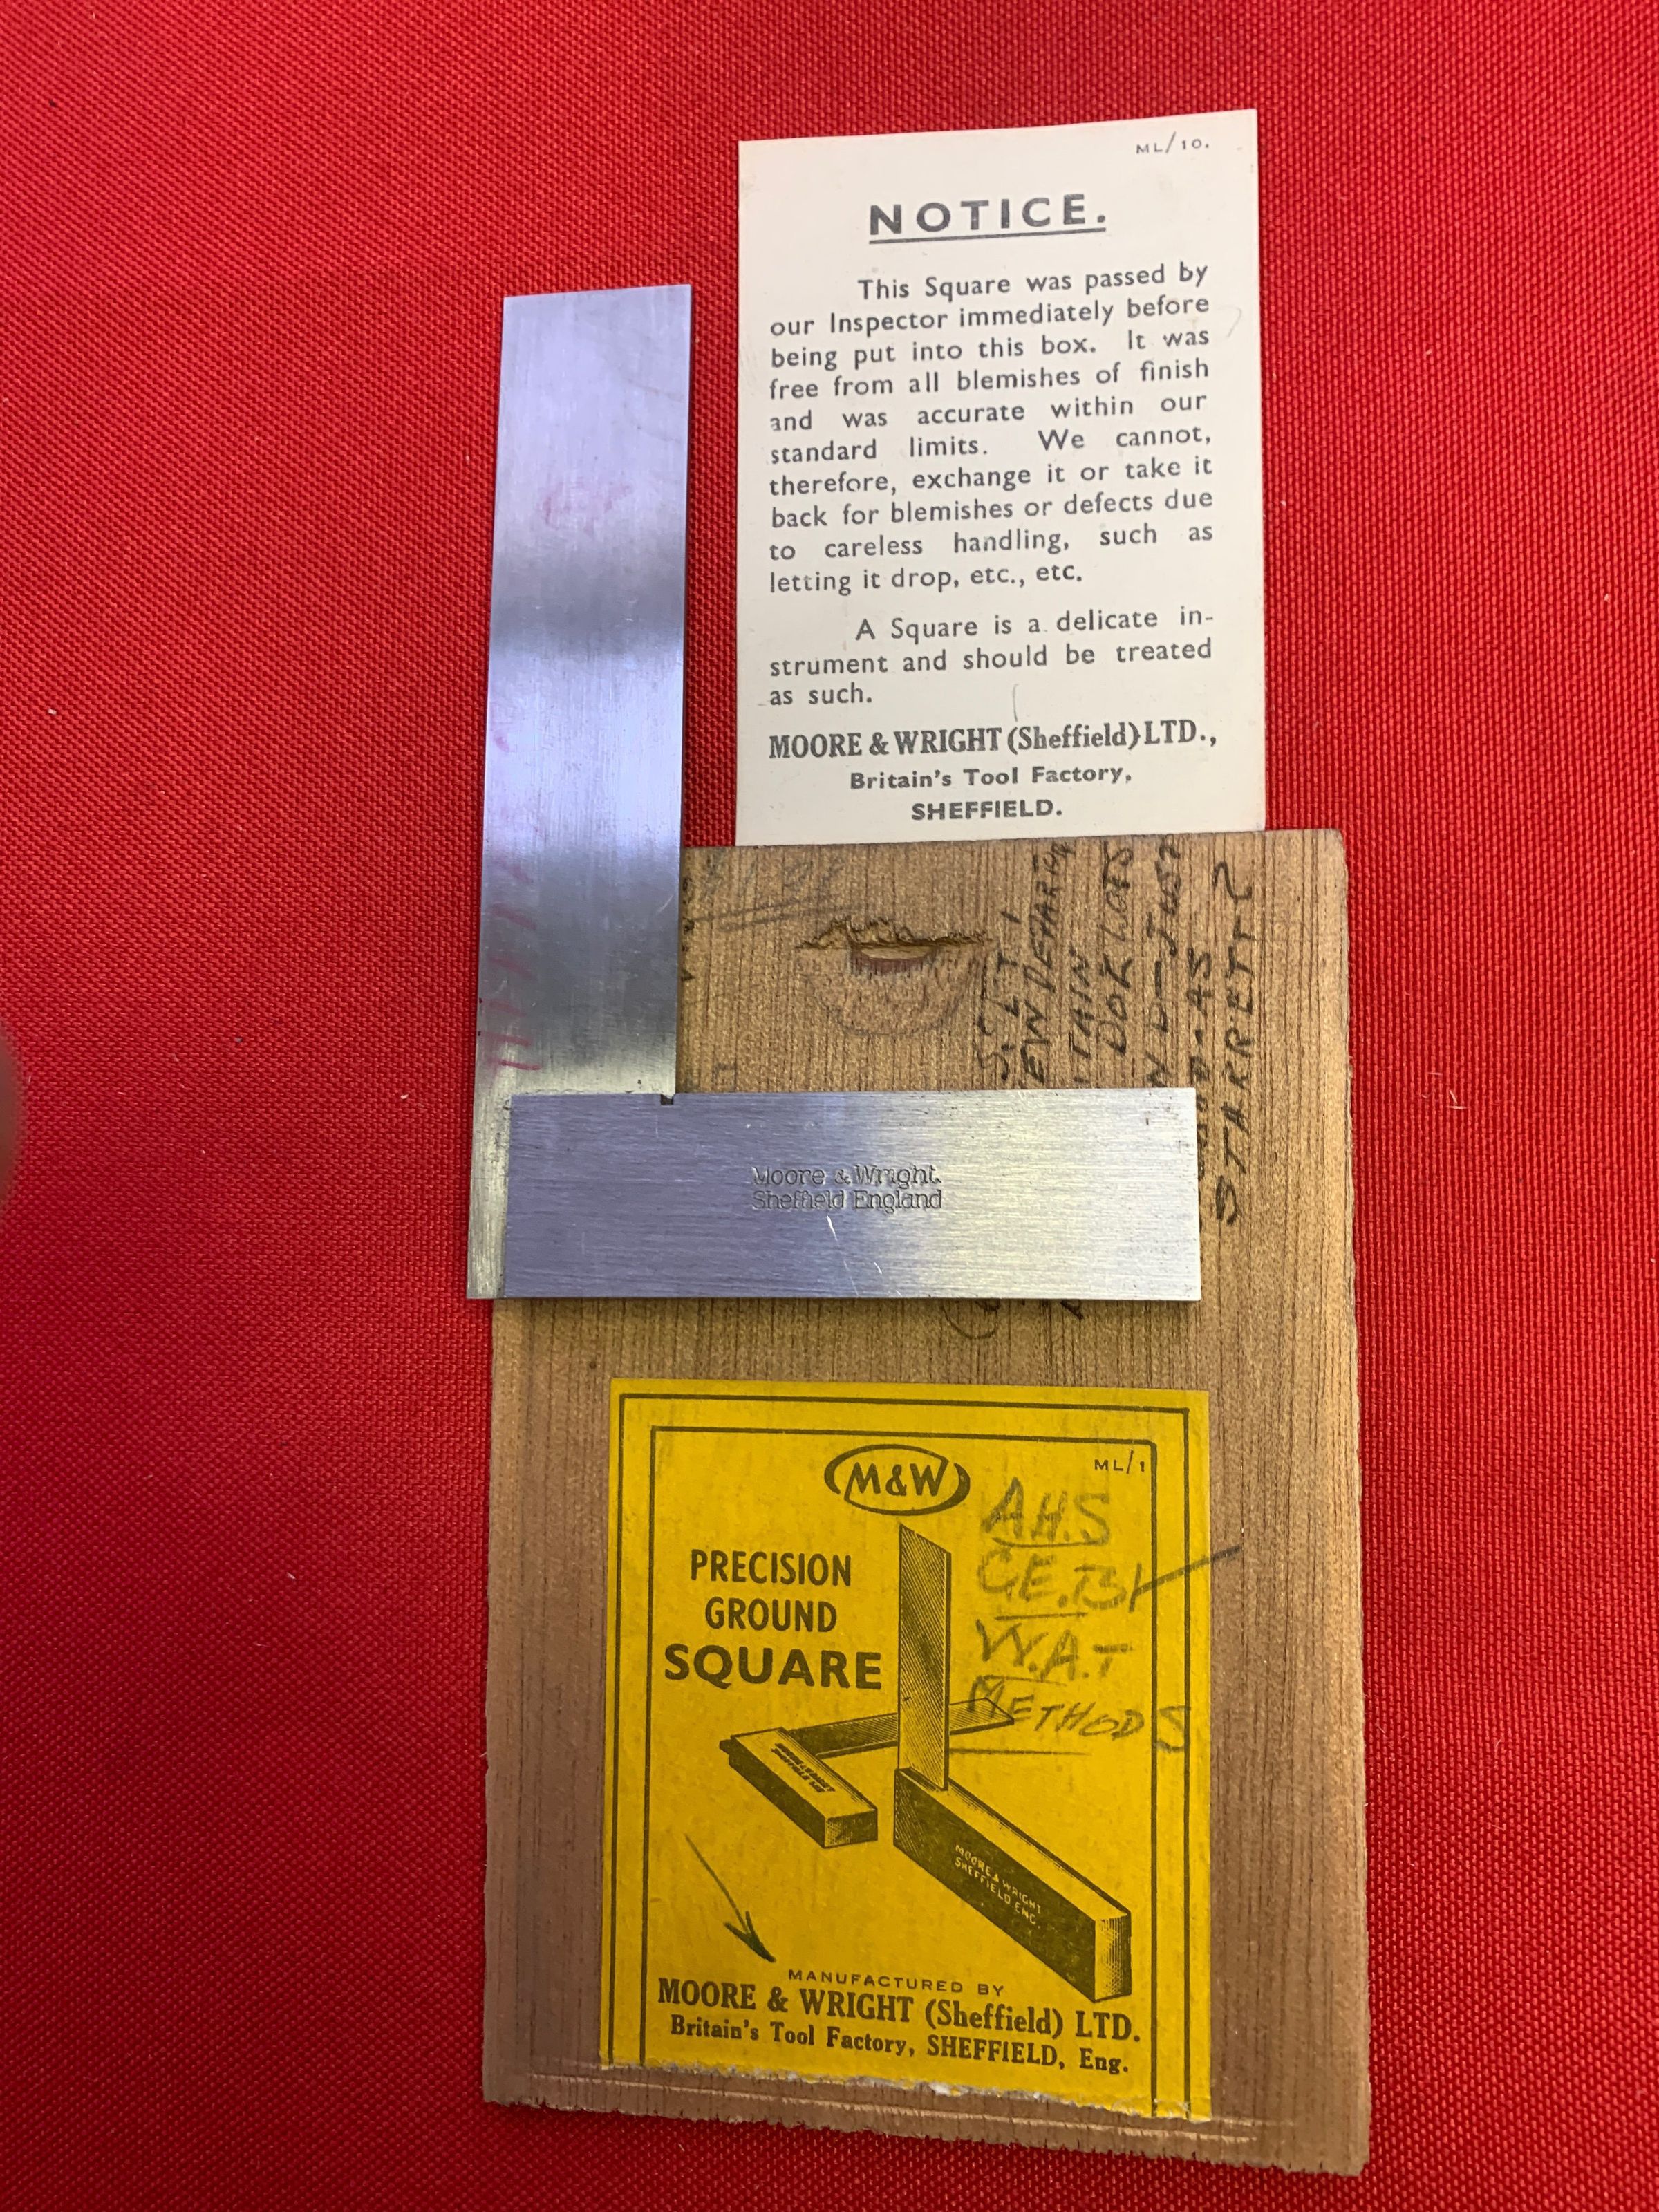 ML/10.
NOTICE.
This Square was passed by
our Inspector immediately before
being put into this box. It was
free from all blemishes of finish
and was accurate within our
standard limits. We cannot,
therefore, exchange it or take it
back for blemishes or defects due
to careless handling, such as
letting it drop, etc., etc.
A Square is a delicate in-
strument and should be treated
as such.
MOORE & WRIGHT (Sheffield) LTD.,
Britain's Tool Factory,
SHEFFIELD.
STARRETT?
Moore & Wright
Sheffield England
M&W
ML/1
PRECISION
GROUND
SQUARE
A.H.S
W.A.T
METHODS
MOORE & WRIGHT
SHEFFIELD ENG.
MANUFACTURED BY
MOORE & WRIGHT (Sheffield) LTD.
Britain's Tool Factory, SHEFFIELD, Eng.